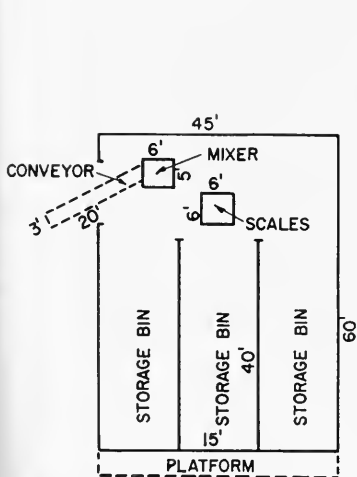 45'
6'
MIXER
CONVEYOR
5'
6'
3'
20'
6'
SCALES
STORAGE BIN
STORAGE BIN
40'
STORAGE BIN
60'
15'
PLATFORM